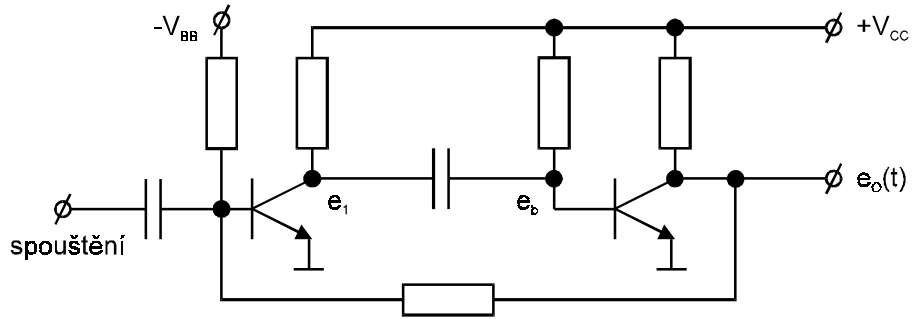 -V_BB
+V_CC
e_1
e_b
e_o(t)
spouštění